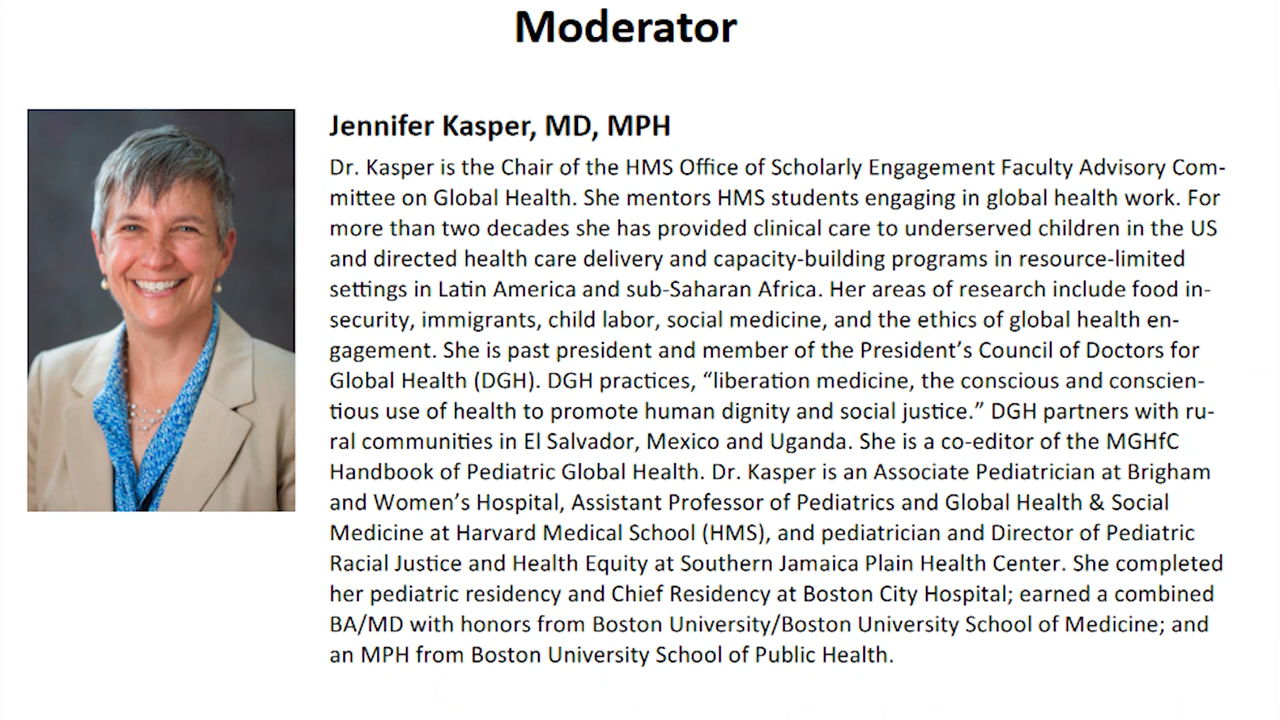 Moderator
Jennifer Kasper, MD, MPH
Dr. Kasper is the Chair of the HMS Office of Scholarly Engagement Faculty Advisory Com-
mittee on Global Health. She mentors HMS students engaging in global health work. For
more than two decades she has provided clinical care to underserved children in the US
and directed health care delivery and capacity-building programs in resource-limited
settings in Latin America and sub-Saharan Africa. Her areas of research include food in-
security, immigrants, child labor, social medicine, and the ethics of global health en-
gagement. She is past president and member of the President’s Council of Doctors for
Global Health (DGH). DGH practices, “liberation medicine, the conscious and conscien-
tious use of health to promote human dignity and social justice.” DGH partners with ru-
ral communities in El Salvador, Mexico and Uganda. She is a co-editor of the MGHfC
Handbook of Pediatric Global Health. Dr. Kasper is an Associate Pediatrician at Brigham
and Women’s Hospital, Assistant Professor of Pediatrics and Global Health & Social
Medicine at Harvard Medical School (HMS), and pediatrician and Director of Pediatric
Racial Justice and Health Equity at Southern Jamaica Plain Health Center. She completed
her pediatric residency and Chief Residency at Boston City Hospital; earned a combined
BA/MD with honors from Boston University/Boston University School of Medicine; and
an MPH from Boston University School of Public Health.